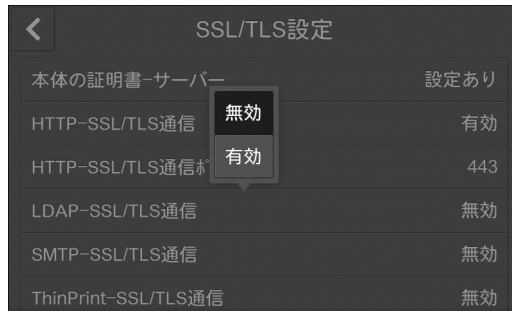 SSL/TLS設定
本体の証明書-サーバー 設定あり
HTTP-SSL/TLS通信 有効
無効
有効
HTTP-SSL/TLS通信ポ 443
LDAP-SSL/TLS通信 無効
SMTP-SSL/TLS通信 無効
ThinPrint-SSL/TLS通信 無効